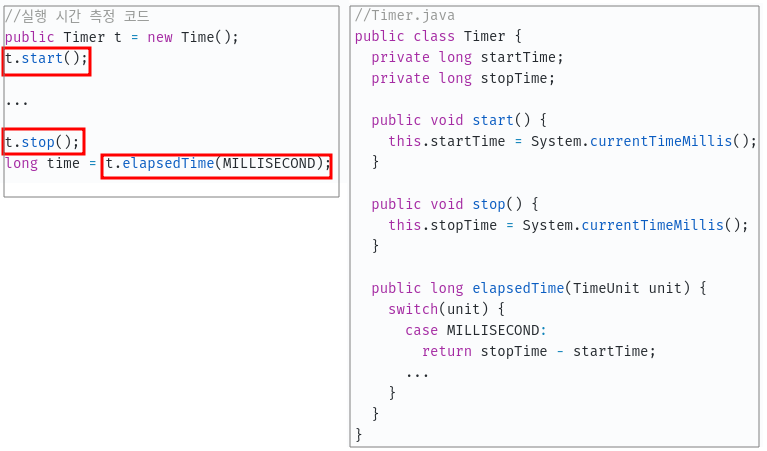 //실행 시간 측정 코드
public Timer t = new Time();
t.start();
...
t.stop();
long time = t.elapsedTime(MILLISECOND);
//Timer.java
public class Timer {
private long startTime;
private long stopTime;
public void start() {
this.startTime = System.currentTimeMillis();
}
public void stop() {
this.stopTime = System.currentTimeMillis();
}
public long elapsedTime(TimeUnit unit) {
switch(unit) {
case MILLISECOND:
return stopTime - startTime;
...
}
}
}